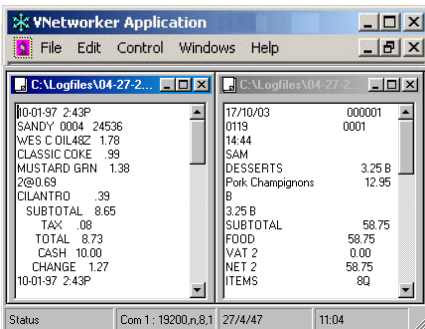 VNetworker Application
File Edit Control Windows Help
C:\Logfiles\04-27-2...
10-01-97 2:43P
SANDY 0004 24536
WES C OIL48Z 1.78
CLASSIC COKE .99
MUSTARD GRN 1.38
2@0.69
CILANTRO .39
SUBTOTAL 8.65
TAX .08
TOTAL 8.73
CASH 10.00
CHANGE 1.27
10-01-97 2:43P
C:\Logfiles\04-27-2...
17/10/03 000001
0119 0001
14:44
SAM
DESSERTS 3.25 B
Pork Champignons 12.95
B
3.25 B
SUBTOTAL 58.75
FOOD 58.75
VAT 2 0.00
NET 2 58.75
ITEMS 8Q
Status Com 1 : 19200,n,8,1 27/4/47 11:04